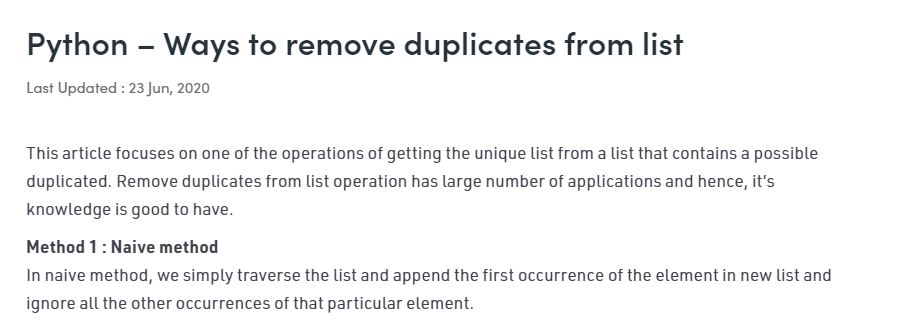 Python – Ways to remove duplicates from list
Last Updated : 23 Jun, 2020
This article focuses on one of the operations of getting the unique list from a list that contains a possible
duplicated. Remove duplicates from list operation has large number of applications and hence, it’s
knowledge is good to have.
Method 1 : Naive method
In naive method, we simply traverse the list and append the first occurrence of the element in new list and
ignore all the other occurrences of that particular element.